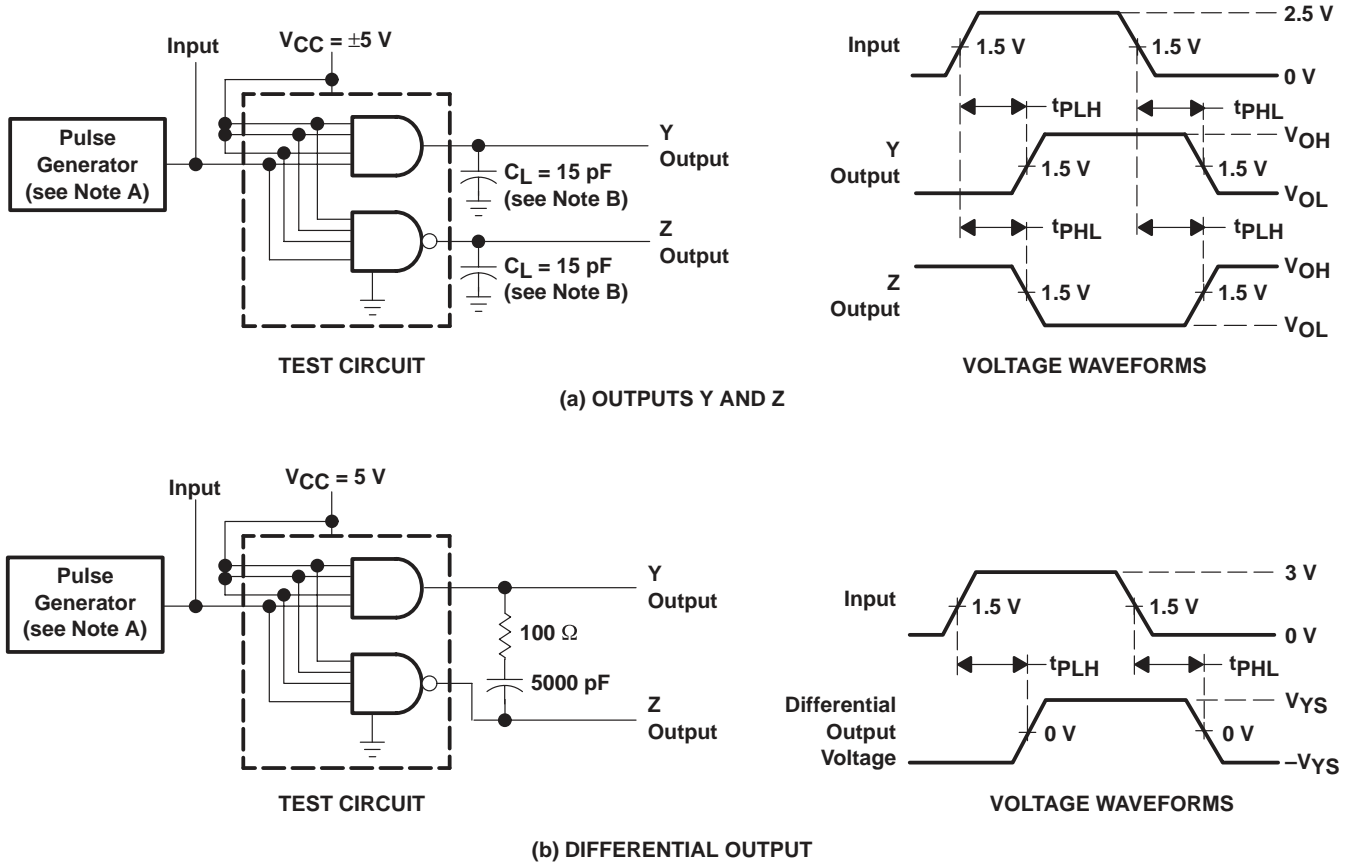 Input
VCC = ±5 V
Pulse
Generator
(see Note A)
Y
Output
CL = 15 pF
(see Note B)
Z
Output
CL = 15 pF
(see Note B)
TEST CIRCUIT
Input
2.5 V
1.5 V
1.5 V
0 V
tPLH
tPHL
Y
Output
VOH
1.5 V
1.5 V
VOL
tPHL
tPLH
Z
Output
VOH
1.5 V
1.5 V
VOL
VOLTAGE WAVEFORMS
(a) OUTPUTS Y AND Z
Input
VCC = 5 V
Pulse
Generator
(see Note A)
Y
Output
100 Ω
5000 pF
Z
Output
TEST CIRCUIT
Input
3 V
1.5 V
1.5 V
0 V
tPLH
tPHL
Differential
Output
Voltage
VYS
0 V
0 V
–VYS
VOLTAGE WAVEFORMS
(b) DIFFERENTIAL OUTPUT